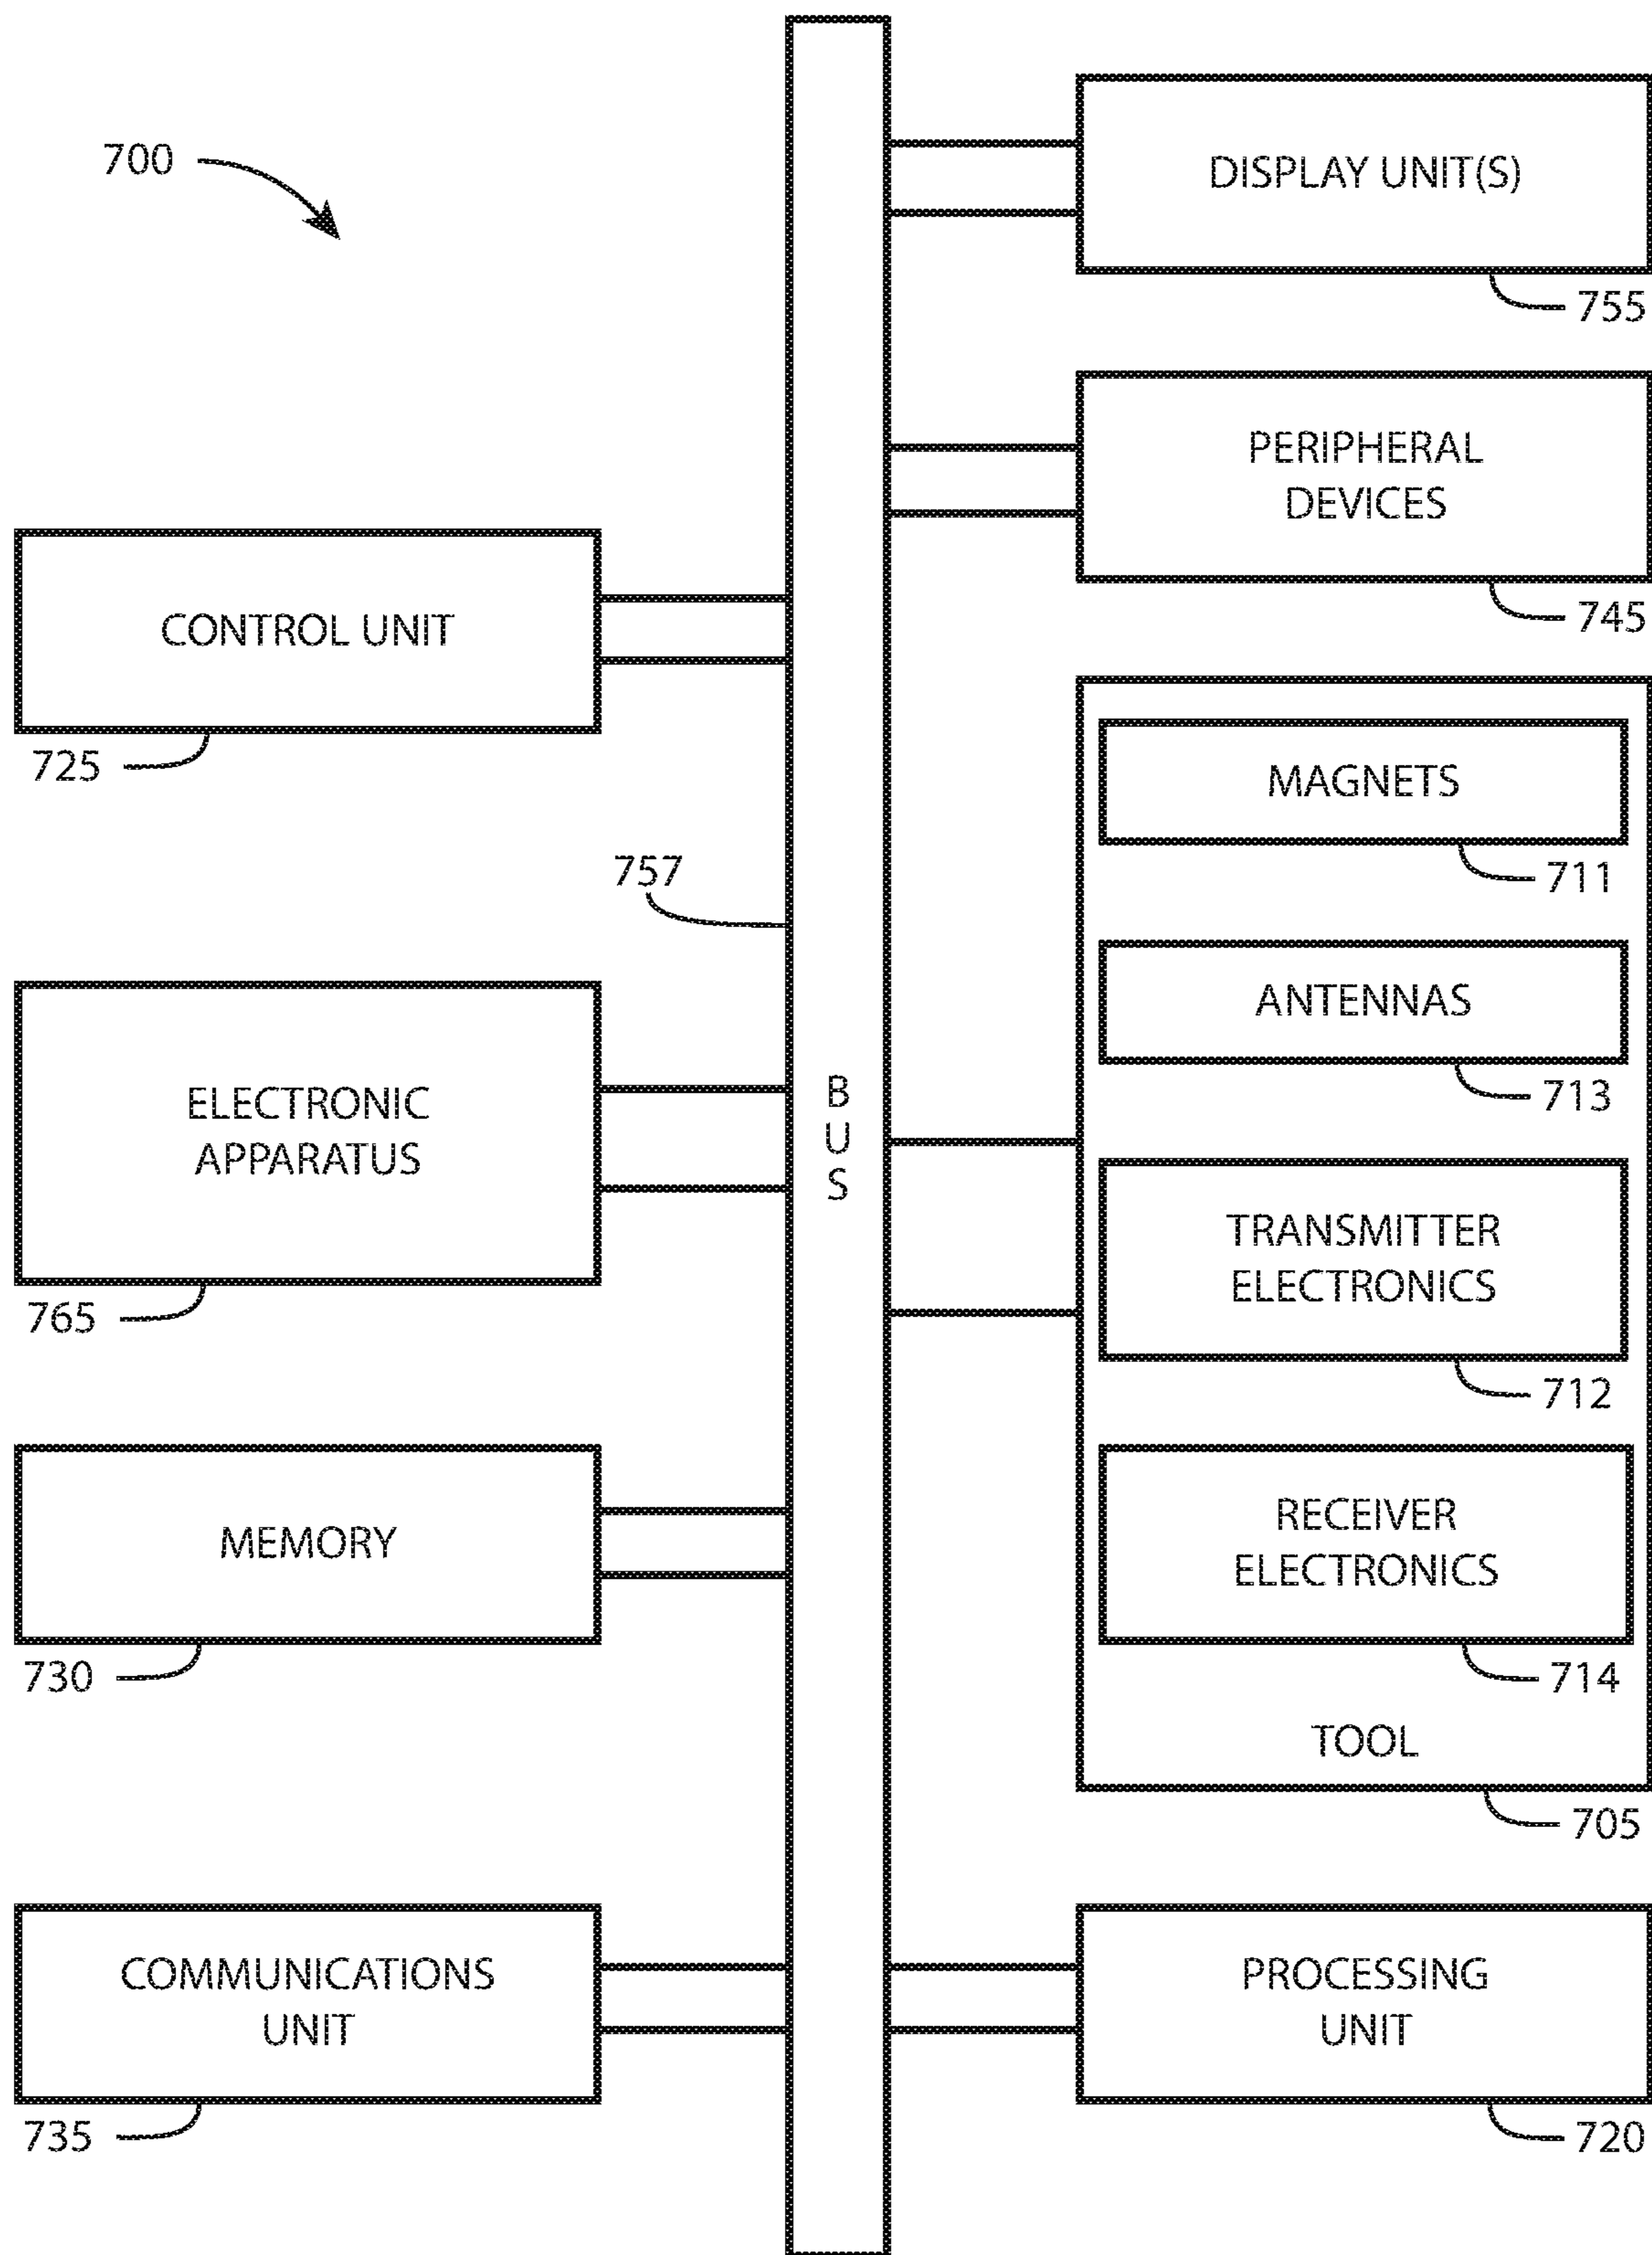 700
DISPLAY UNIT(S)
755
PERIPHERAL
DEVICES
745
CONTROL UNIT
725
MAGNETS
711
757
ANTENNAS
713
ELECTRONIC
APPARATUS
765
B
U
S
TRANSMITTER
ELECTRONICS
712
MEMORY
730
RECEIVER
ELECTRONICS
714
TOOL
705
COMMUNICATIONS
UNIT
735
PROCESSING
UNIT
720